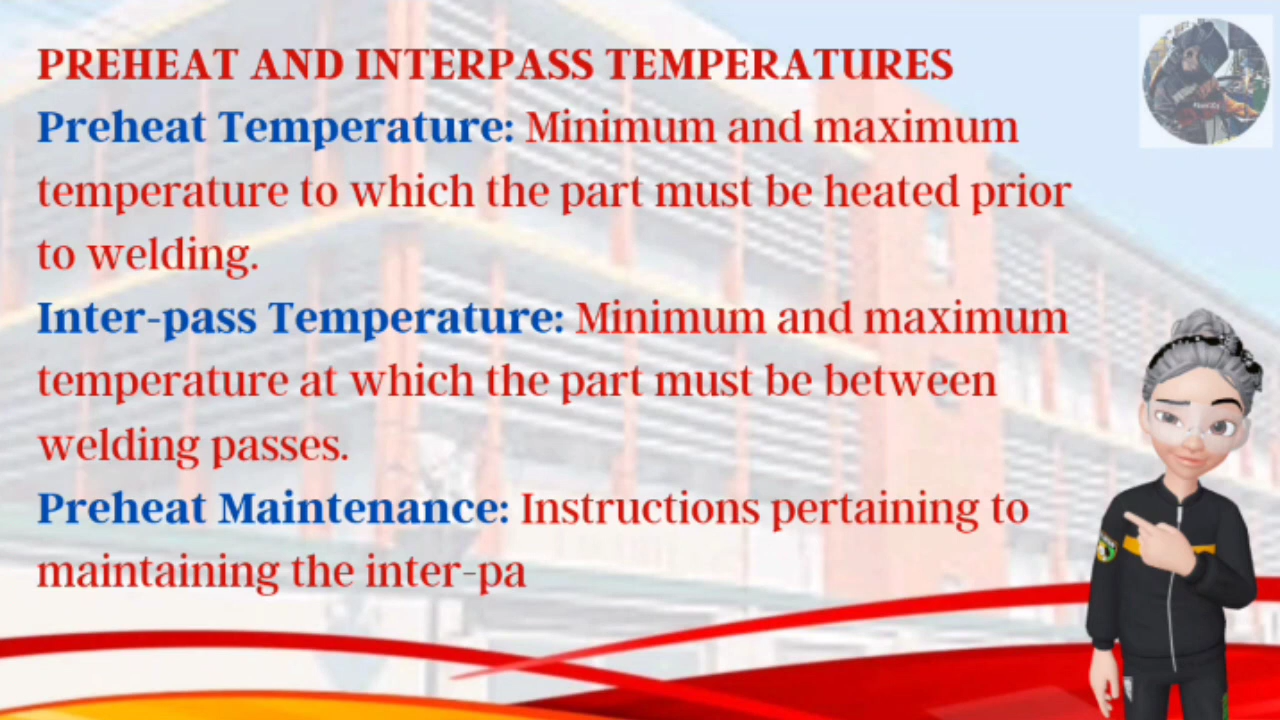 PREHEAT AND INTERPASS TEMPERATURES
Preheat Temperature: Minimum and maximum
temperature to which the part must be heated prior
to welding.
Inter-pass Temperature: Minimum and maximum
temperature at which the part must be between
welding passes.
Preheat Maintenance: Instructions pertaining to
maintaining the inter-pa